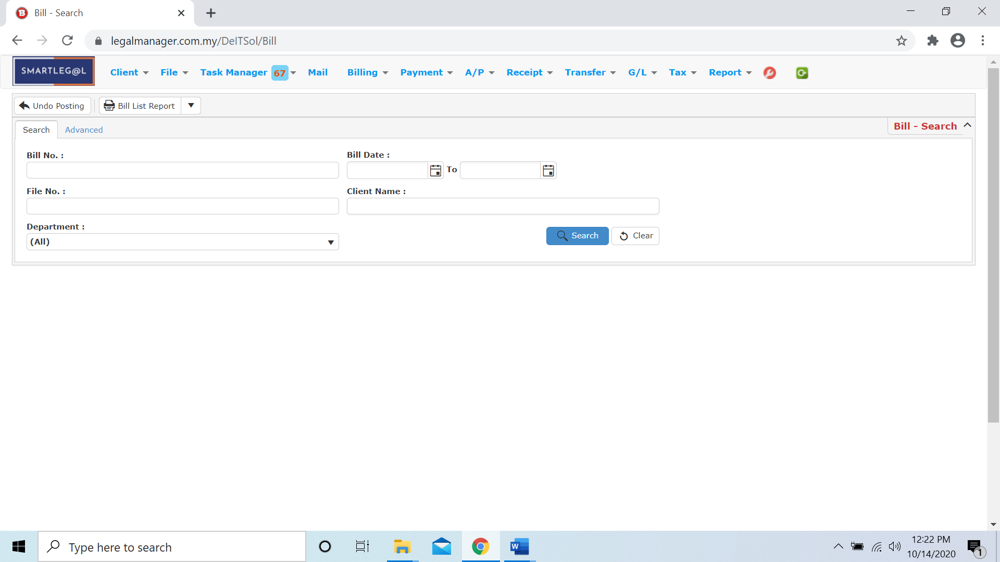 Bill - Search
legalmanager.com.my/DeITSol/Bill
SMARTLEG@L Client File Task Manager 67 Mail Billing Payment A/P Receipt Transfer G/L Tax Report
Undo Posting Bill List Report
Search Advanced Bill - Search
Bill No. : Bill Date :
To
File No. : Client Name :
Department :
(All) Search Clear
Type here to search
12:22 PM
10/14/2020
1